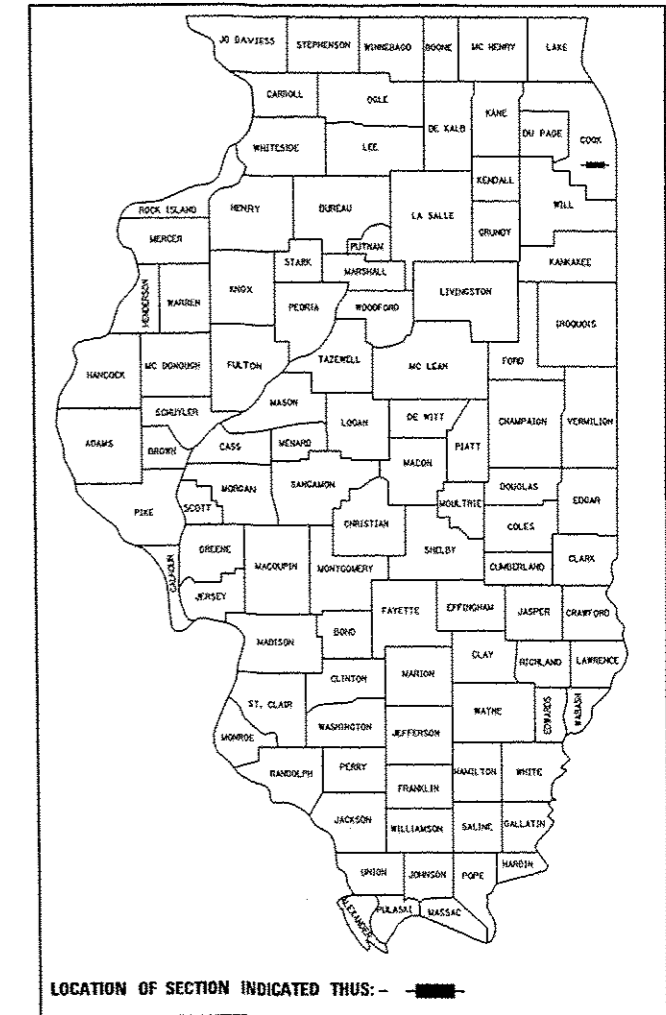 JO DAVIESS STEPHENSON WINNEBAGO BOONE MC HENRY LAKE
CARROLL OGLE DE KALB KANE DU PAGE COOK
WHITESIDE LEE KENDALL WILL
ROCK ISLAND HENRY BUREAU LA SALLE GRUNDY
MERCER PUTNAM KANKAKEE
STARK MARSHALL
HENDERSON WARREN KNOX PEORIA WOODFORD LIVINGSTON IROQUOIS
HANCOCK MC DONOUGH FULTON TAZEWELL MC LEAN FORD
SCHUYLER MASON LOGAN DE WITT CHAMPAIGN VERMILION
ADAMS BROWN CASS MENARD MACON PIATT
PIKE SCOTT MORGAN SANGAMON MOULTRIE DOUGLAS EDGAR
CHRISTIAN COLES
CALHOUN GREENE MACOUPIN MONTGOMERY SHELBY CUMBERLAND CLARK
JERSEY FAYETTE EFFINGHAM JASPER CRAWFORD
MADISON BOND CLAY RICHLAND LAWRENCE
CLINTON MARION
ST. CLAIR WASHINGTON WAYNE EDWARDS WABASH
MONROE JEFFERSON
RANDOLPH PERRY HAMILTON WHITE
FRANKLIN
JACKSON WILLIAMSON SALINE GALLATIN
UNION JOHNSON POPE HARDIN
ALEXANDER PULASKI MASSAC
LOCATION OF SECTION INDICATED THUS: -